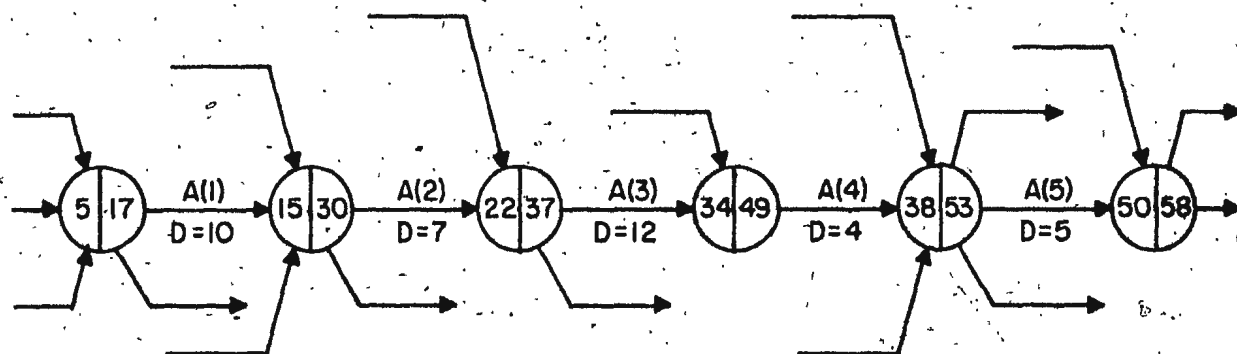 A(1) A(2) A(3) A(4) A(5)
5 17 15 30 22 37 34 49 38 53 50 58
D=10 D=7 D=12 D=4 D=5